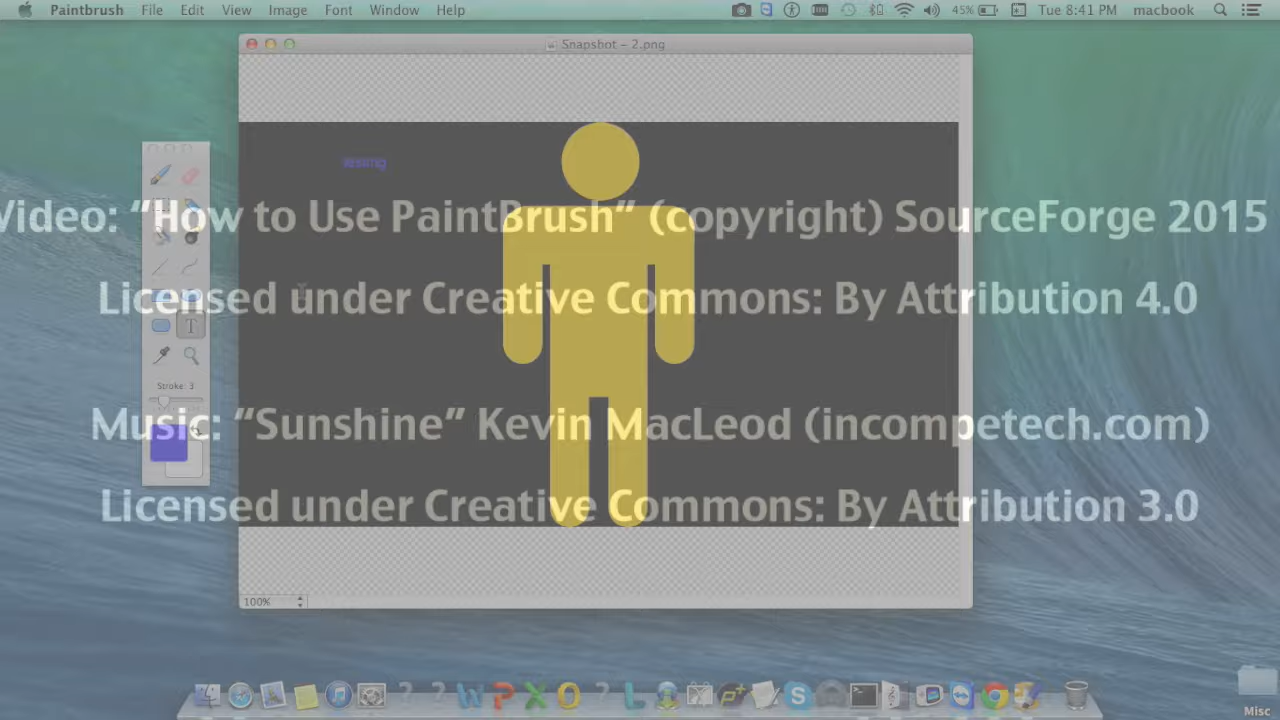 Paintbrush File Edit View Image Font Window Help 45% Tue 8:41 PM macbook
Snapshot – 2.png
testing
Video: “How to Use PaintBrush” (copyright) SourceForge 2015
Licensed under Creative Commons: By Attribution 4.0
T
Stroke: 3
Music: “Sunshine” Kevin MacLeod (incompetech.com)
Licensed under Creative Commons: By Attribution 3.0
100%
Misc